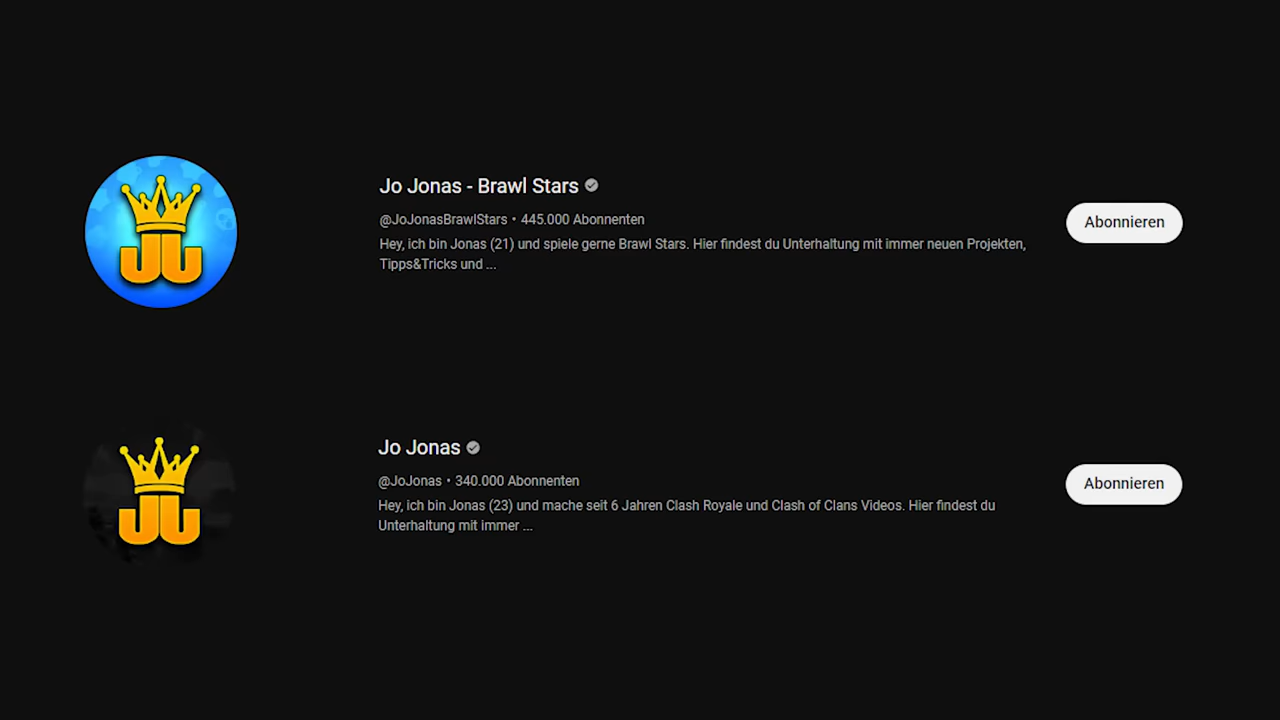 JJ
Jo Jonas - Brawl Stars
@JoJonasBrawlStars • 445.000 Abonnenten
Hey, ich bin Jonas (21) und spiele gerne Brawl Stars. Hier findest du Unterhaltung mit immer neuen Projekten,
Tipps&Tricks und ...
Abonnieren
JJ
Jo Jonas
@JoJonas • 340.000 Abonnenten
Hey, ich bin Jonas (23) und mache seit 6 Jahren Clash Royale und Clash of Clans Videos. Hier findest du
Unterhaltung mit immer ...
Abonnieren